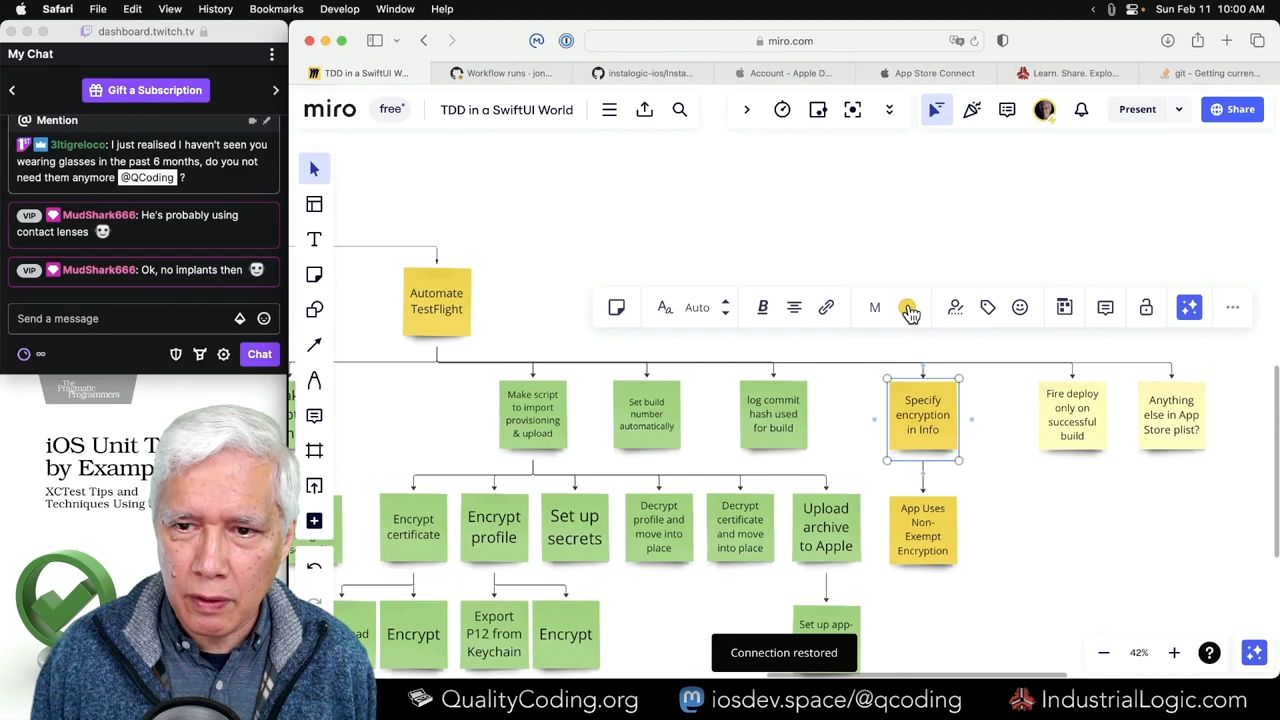 Safari File Edit View History Bookmarks Develop Window Help
Sun Feb 11 10:00 AM
dashboard.twitch.tv
My Chat
Gift a Subscription
@ Mention
3ltigreloco: I just realised I haven't seen you
wearing glasses in the past 6 months, do you not
need them anymore @QCoding ?
VIP MudShark666: He's probably using
contact lenses
VIP MudShark666: Ok, no implants then
Send a message
Chat
The
Pragmatic
Programmers
iOS Unit T
by Examp
XCTest Tips and
Techniques Using
miro.com
TDD in a SwiftUI W...
Workflow runs · jon...
instalogic-ios/Insta...
Account - Apple D...
App Store Connect
Learn. Share. Explo...
git - Getting curren...
miro
free
TDD in a SwiftUI World
Present
Share
Automate
TestFlight
Auto
B
M
Make script
to import
provisioning
& upload
Set build
number
automatically
log commit
hash used
for build
Specify
encryption
in Info
Fire deploy
only on
successful
build
Anything
else in App
Store plist?
Encrypt
certificate
Encrypt
profile
Set up
secrets
Decrypt
profile and
move into
place
Decrypt
certificate
and move
into place
Upload
archive
to Apple
App Uses
Non-
Exempt
Encryption
Encrypt
Export
P12 from
Keychain
Encrypt
Set up app-
Connection restored
42%
QualityCoding.org
iosdev.space/@qcoding
IndustrialLogic.com